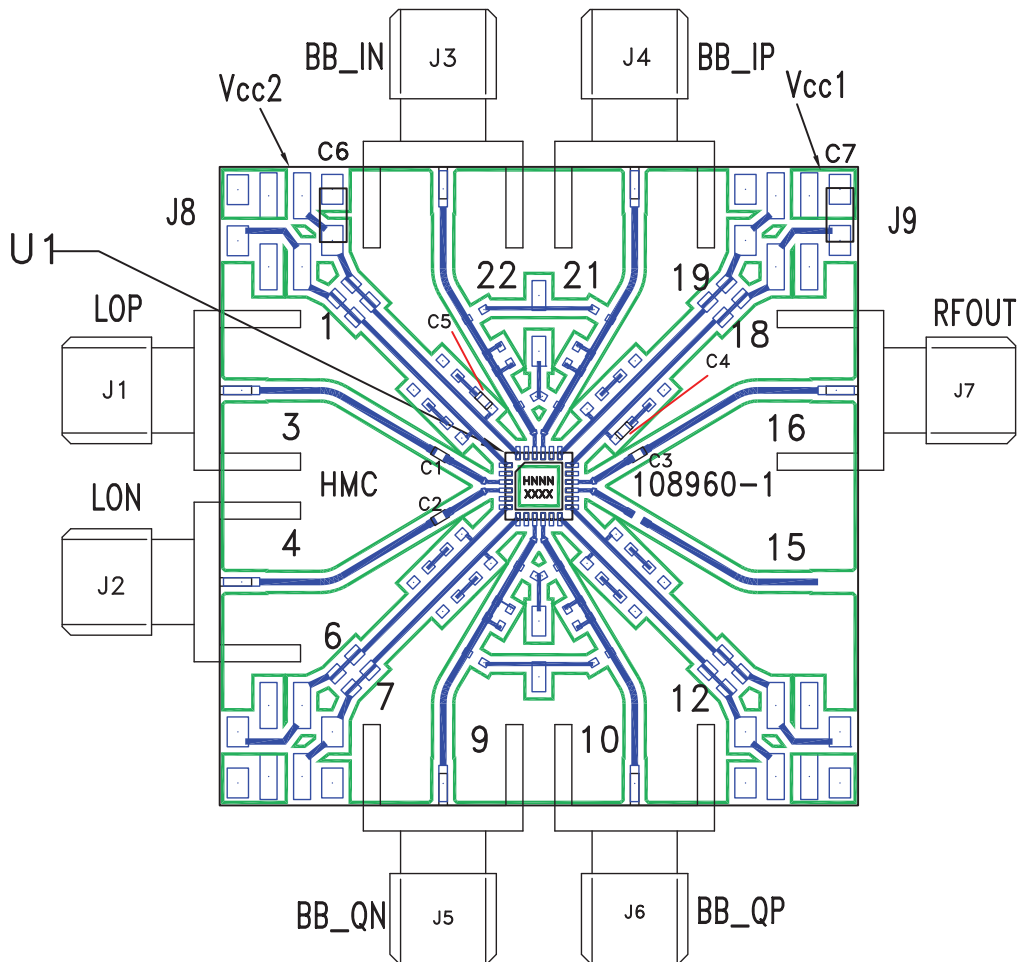 BB_IN
J3
J4
BB_IP
Vcc2
Vcc1
C6
C7
J8
J9
U1
22
21
19
LOP
RFOUT
1
C5
18
C4
J1
J7
3
16
C1
C3
HMC
HNNN
XXXX
108960-1
LON
C2
4
15
J2
6
7
12
9
10
BB_QN
J5
J6
BB_QP